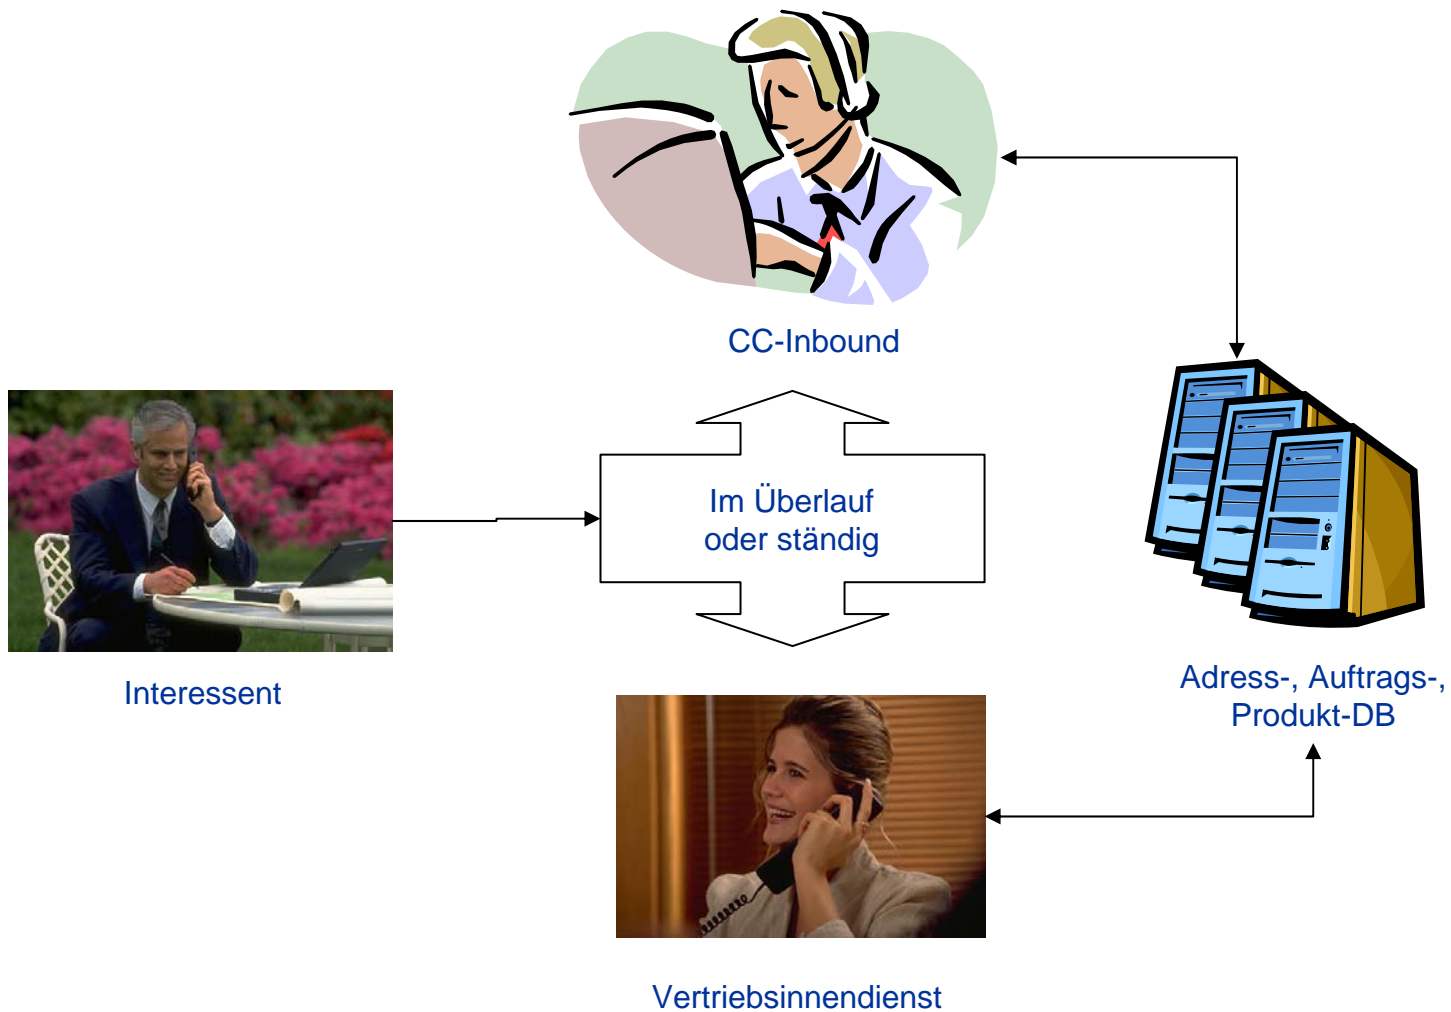 CC-Inbound
Im Überlauf
oder ständig
Interessent
Adress-, Auftrags-,
Produkt-DB
Vertriebsinnendienst